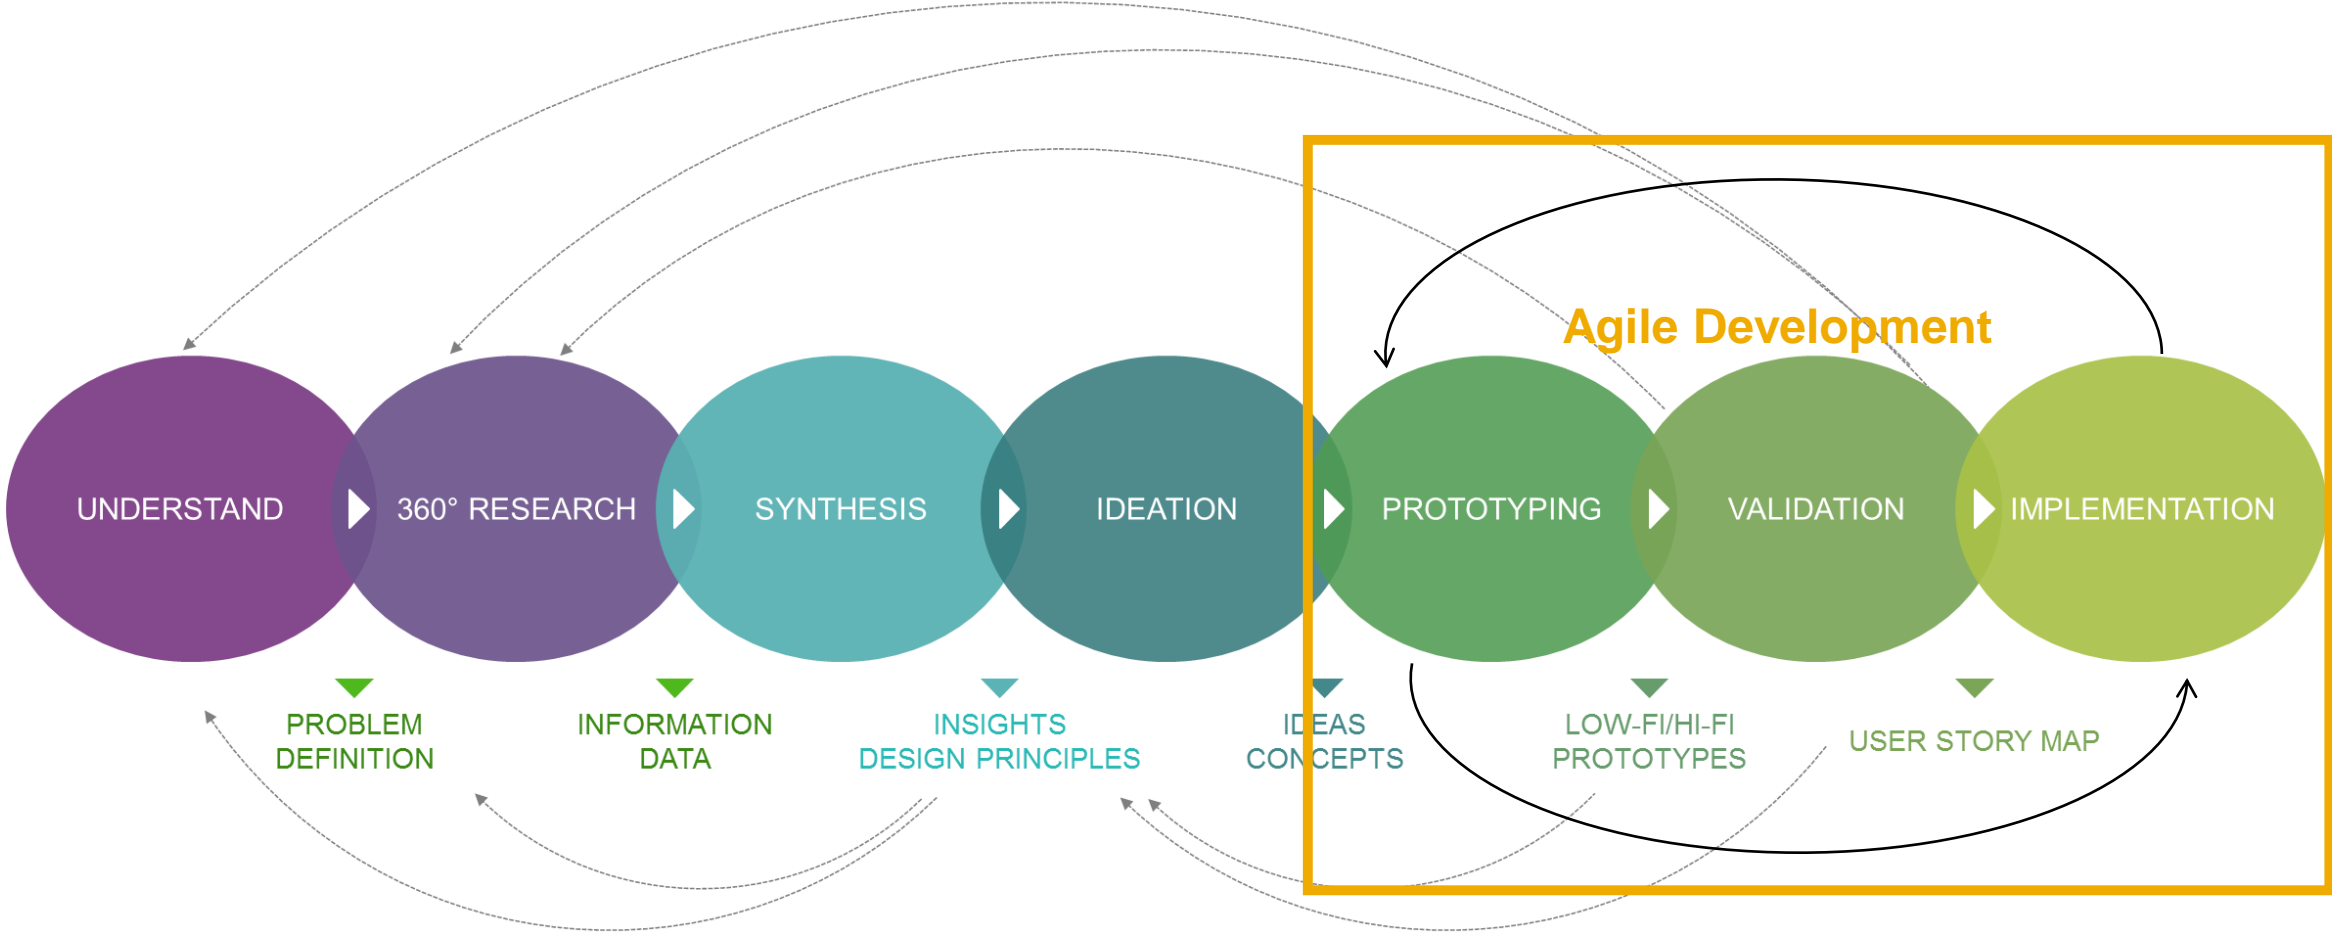 Agile Development
UNDERSTAND
360° RESEARCH
SYNTHESIS
IDEATION
PROTOTYPING
VALIDATION
IMPLEMENTATION
PROBLEM
DEFINITION
INFORMATION
DATA
INSIGHTS
DESIGN PRINCIPLES
IDEAS
CONCEPTS
LOW-FI/HI-FI
PROTOTYPES
USER STORY MAP